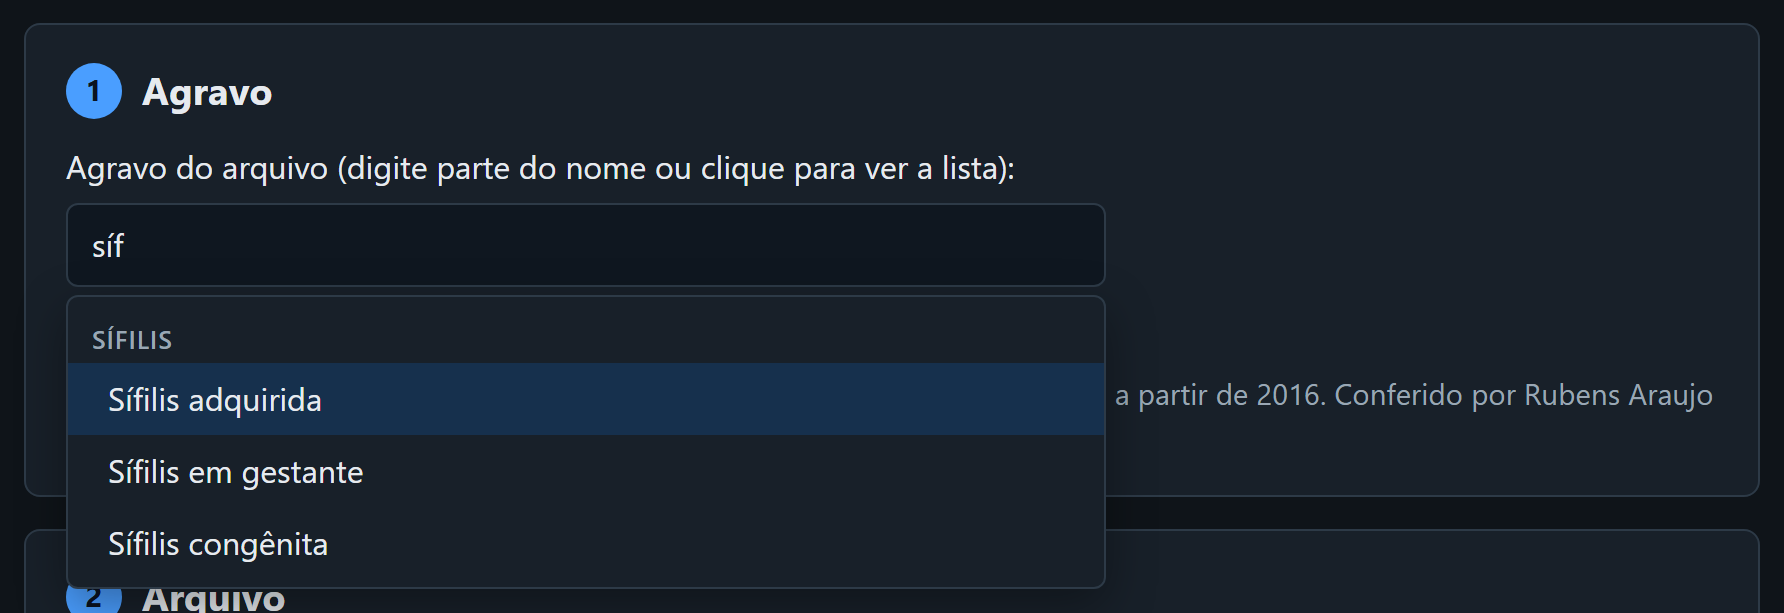 1 Agravo
Agravo do arquivo (digite parte do nome ou clique para ver a lista):
síf
SÍFILIS
Sífilis adquirida
a partir de 2016. Conferido por Rubens Araujo
Sífilis em gestante
Sífilis congênita
2 Arquivo